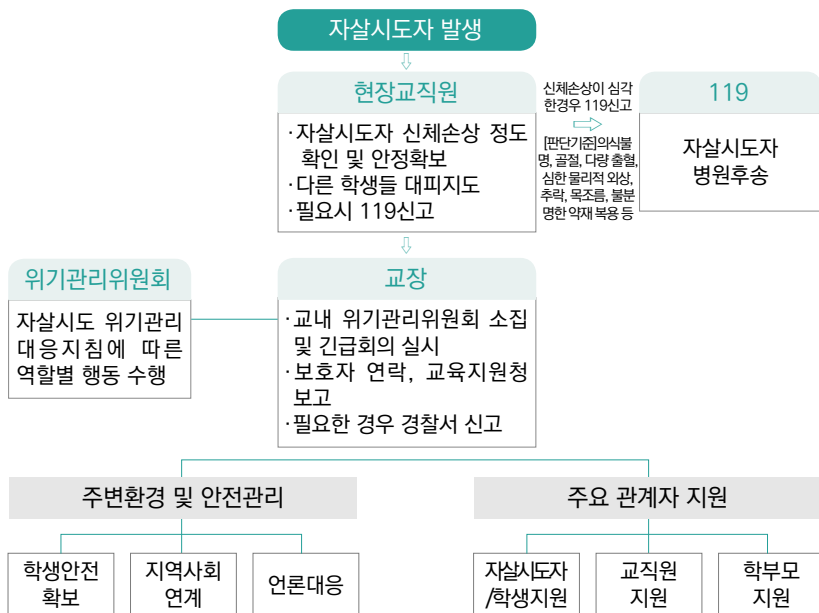 자살시도자 발생
현장교직원
·자살시도자 신체손상 정도
확인 및 안정확보
·다른 학생들 대피지도
·필요시 119신고
신체손상이 심각
한경우 119신고
[판단기준]의식불
명, 골절, 다량 출혈,
심한 물리적 외상,
추락, 목조름, 불분
명한 약재 복용 등
119
자살시도자
병원후송
위기관리위원회
자살시도 위기관리
대응지침에 따른
역할별 행동 수행
교장
·교내 위기관리위원회 소집
및 긴급회의 실시
·보호자 연락, 교육지원청
보고
·필요한 경우 경찰서 신고
주변환경 및 안전관리
학생안전
확보
지역사회
연계
언론대응
주요 관계자 지원
자살시도자
/학생지원
교직원
지원
학부모
지원